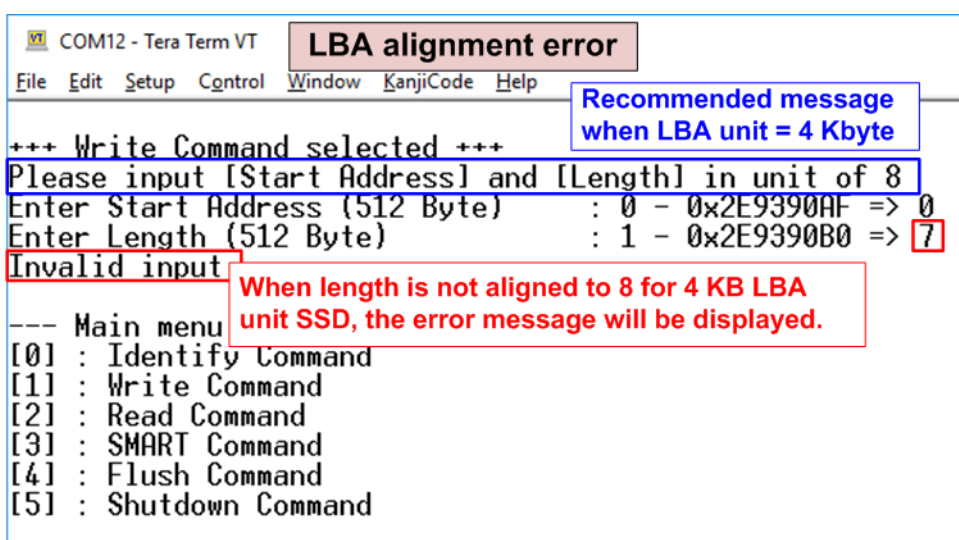 COM12 - Tera Term VT
LBA alignment error
File Edit Setup Control Window KanjiCode Help
Recommended message
when LBA unit = 4 Kbyte
+++ Write Command selected +++
Please input [Start Address] and [Length] in unit of 8
Enter Start Address (512 Byte) : 0 - 0x2E9390AF => 0
Enter Length (512 Byte) : 1 - 0x2E9390B0 => 7
Invalid input
When length is not aligned to 8 for 4 KB LBA
unit SSD, the error message will be displayed.
--- Main menu
[0] : Identify Command
[1] : Write Command
[2] : Read Command
[3] : SMART Command
[4] : Flush Command
[5] : Shutdown Command